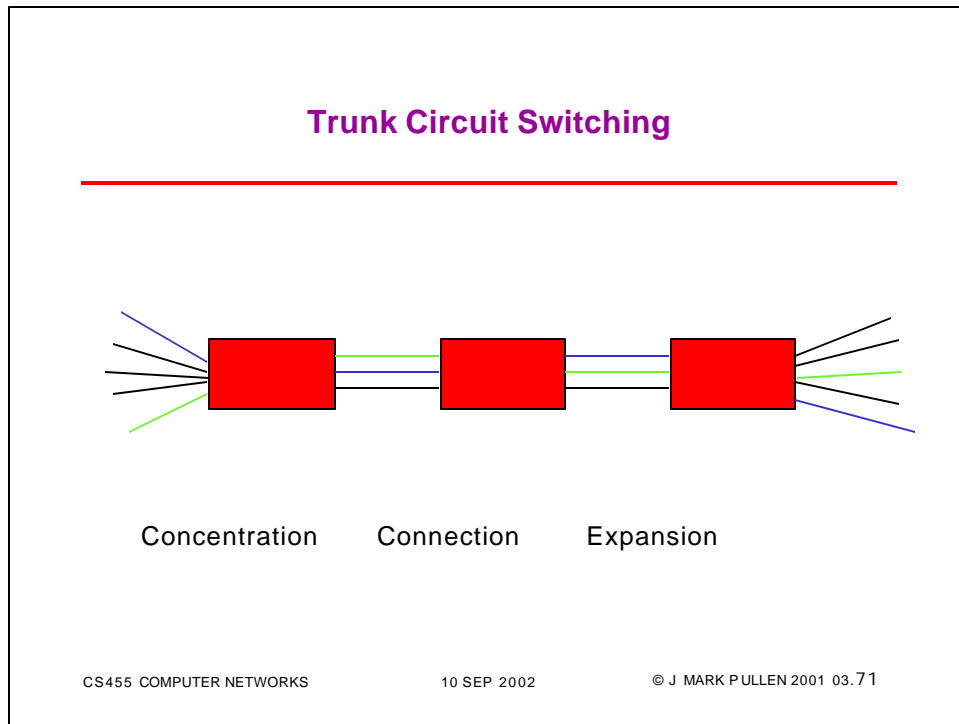 Trunk Circuit Switching
Concentration Connection Expansion
CS455 COMPUTER NETWORKS 10 SEP 2002 © J MARK PULLEN 2001 03.71